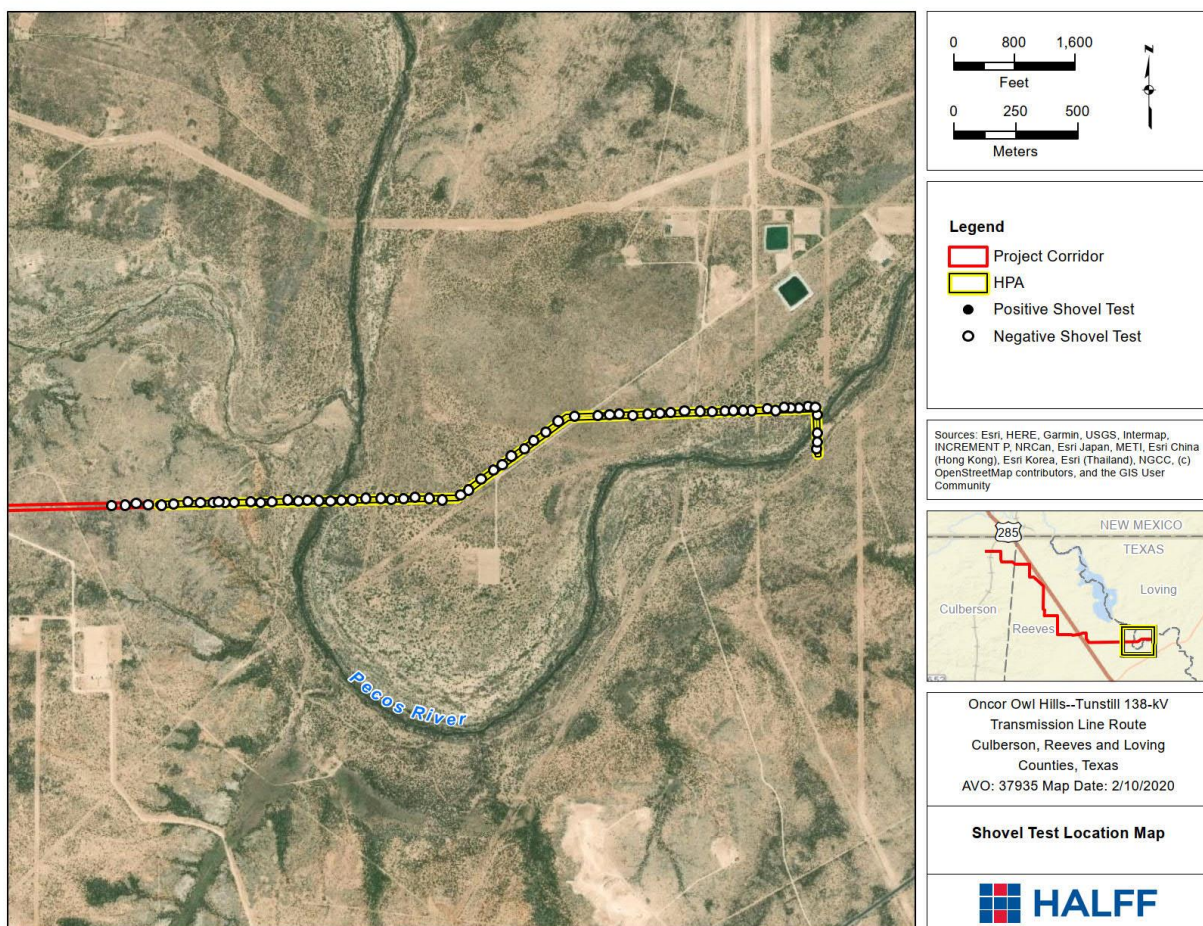 Pecos River
0 800 1,600
Feet
0 250 500
Meters
N
Legend
Project Corridor
HPA
Positive Shovel Test
Negative Shovel Test
Sources: Esri, HERE, Garmin, USGS, Intermap,
INCREMENT P, NRCan, Esri Japan, METI, Esri China
(Hong Kong), Esri Korea, Esri (Thailand), NGCC, (c)
OpenStreetMap contributors, and the GIS User
Community
285
NEW MEXICO
TEXAS
Loving
Culberson
Reeves
Oncor Owl Hills--Tunstill 138-kV
Transmission Line Route
Culberson, Reeves and Loving
Counties, Texas
AVO: 37935 Map Date: 2/10/2020
Shovel Test Location Map
HALFF